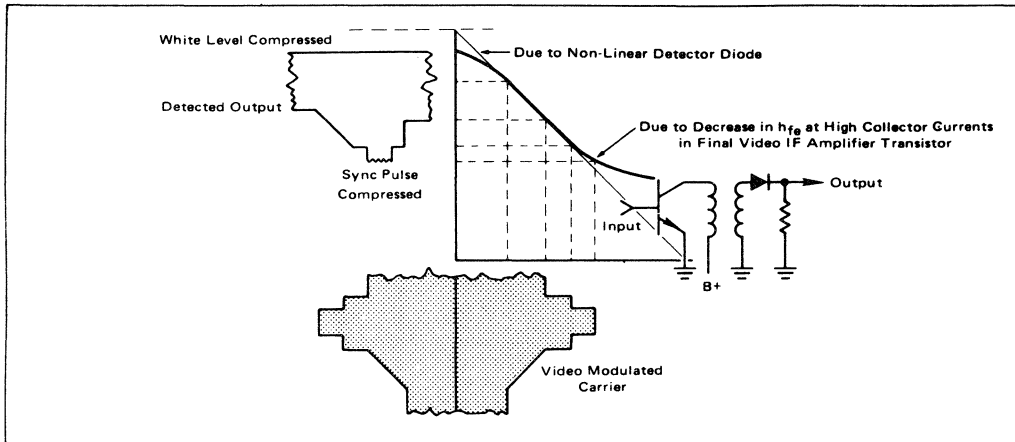 White Level Compressed
Due to Non-Linear Detector Diode
Detected Output
Due to Decrease in hfe at High Collector Currents
in Final Video IF Amplifier Transistor
Sync Pulse
Compressed
Output
Input
B+
Video Modulated
Carrier